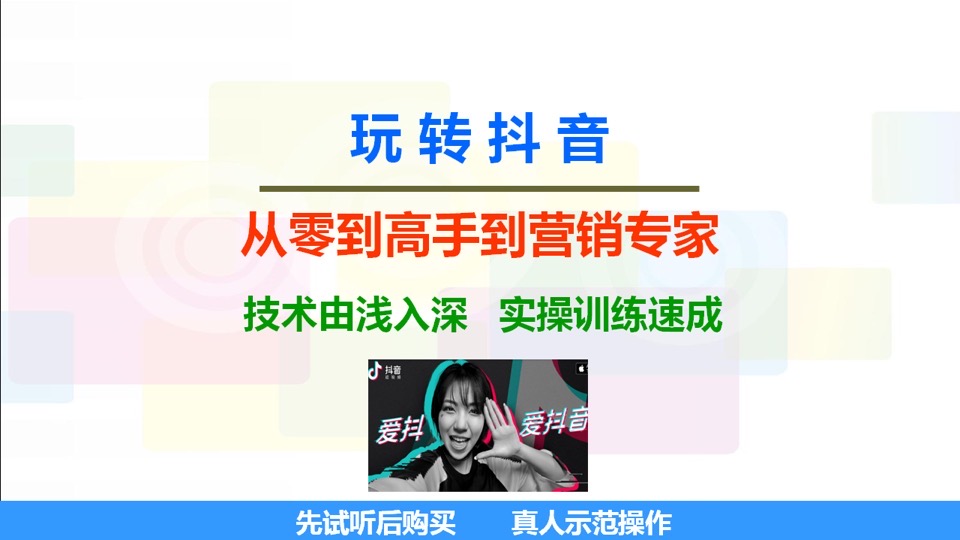 玩转抖音
从零到高手到营销专家
技术由浅入深 实操训练速成
抖音
爱抖
爱抖音
先试听后购买 真人示范操作